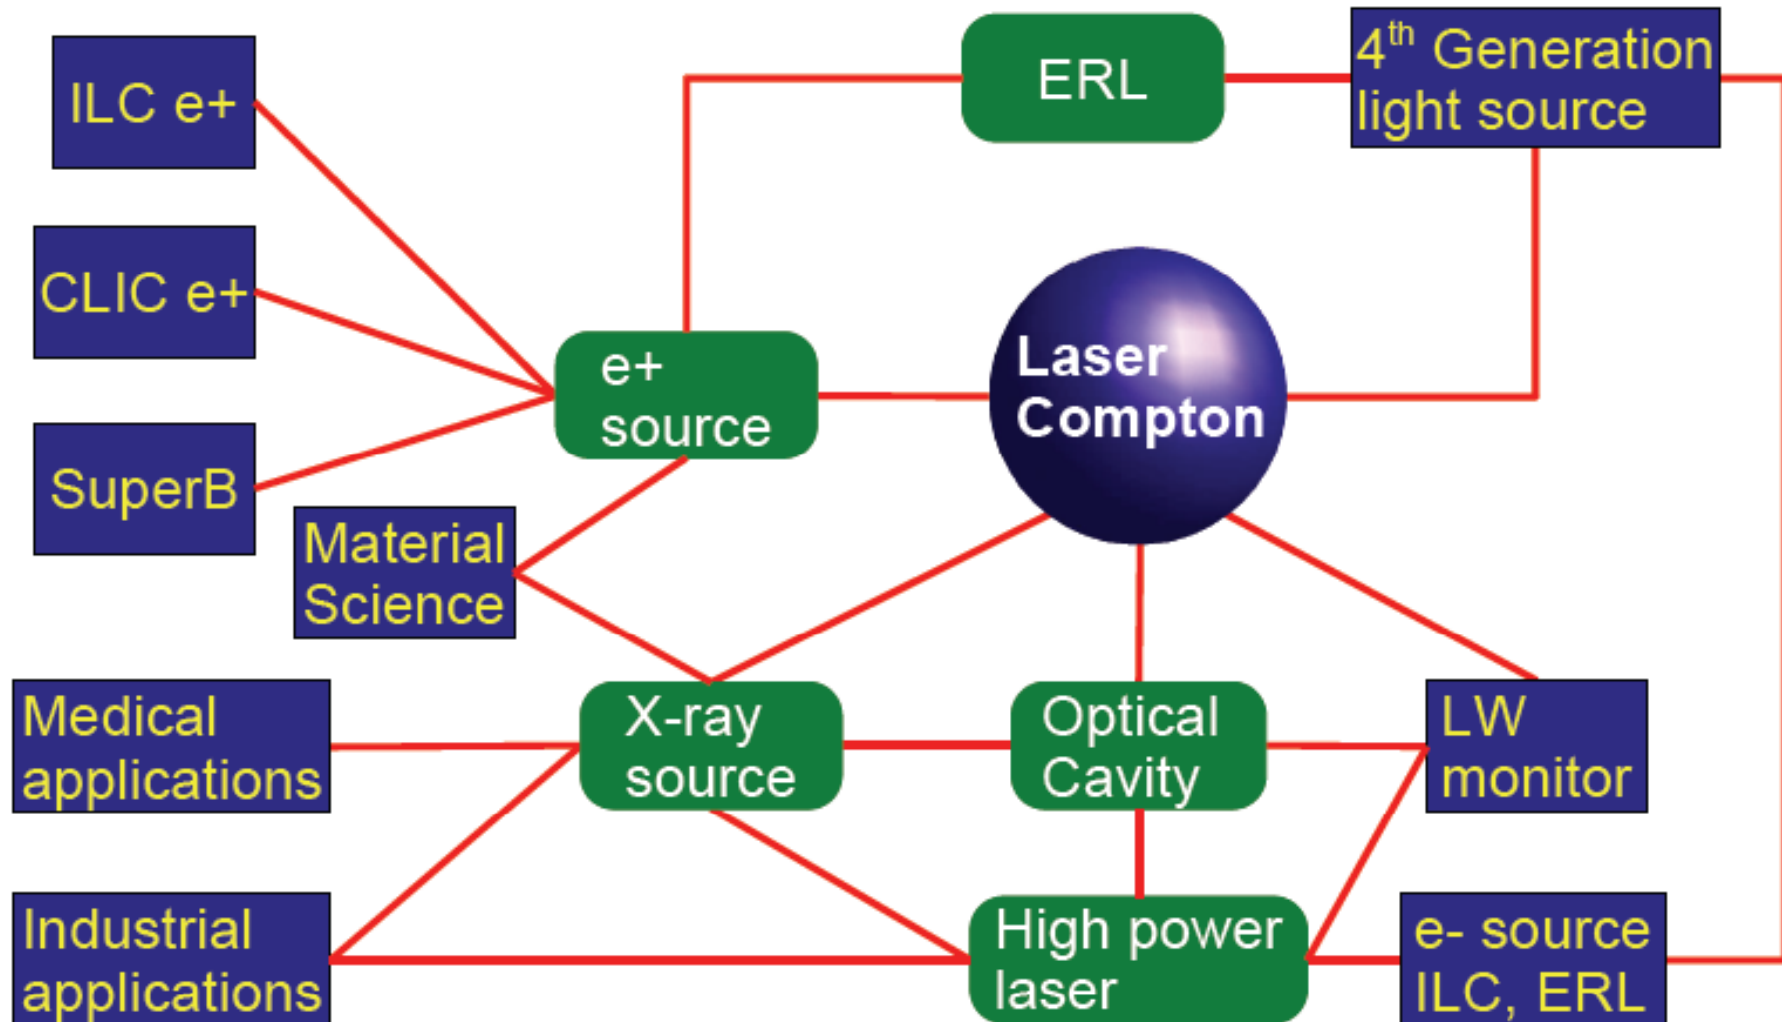 ILC e+
ERL
4th Generation
light source
CLIC e+
Laser
Compton
e+
source
SuperB
Material
Science
Medical
applications
X-ray
source
Optical
Cavity
LW
monitor
Industrial
applications
High power
laser
e- source
ILC, ERL